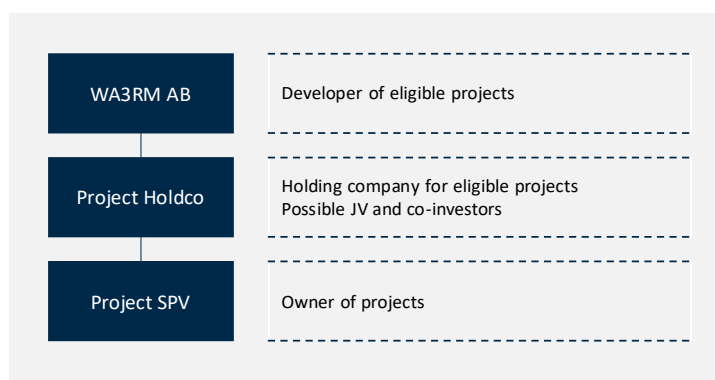 WA3RM AB
Developer of eligible projects
Project Holdco
Holding company for eligible projects
Possible JV and co-investors
Project SPV
Owner of projects